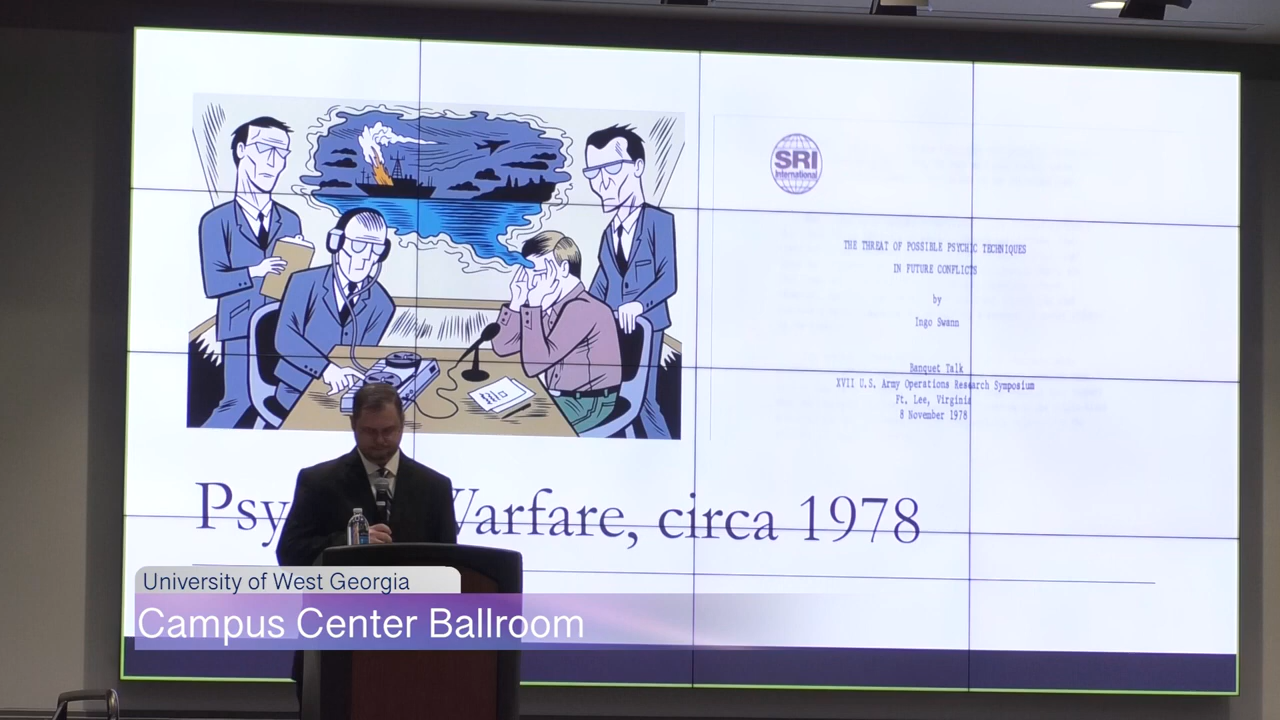 SRI
International
THE THREAT OF POSSIBLE PSYCHIC TECHNIQUES
IN FUTURE CONFLICTS
by
Ingo Swann
Banquet Talk
XVII U.S. Army Operations Research Symposium
Ft. Lee, Virginia
8 November 1978
Psy Warfare, circa 1978
University of West Georgia
Campus Center Ballroom